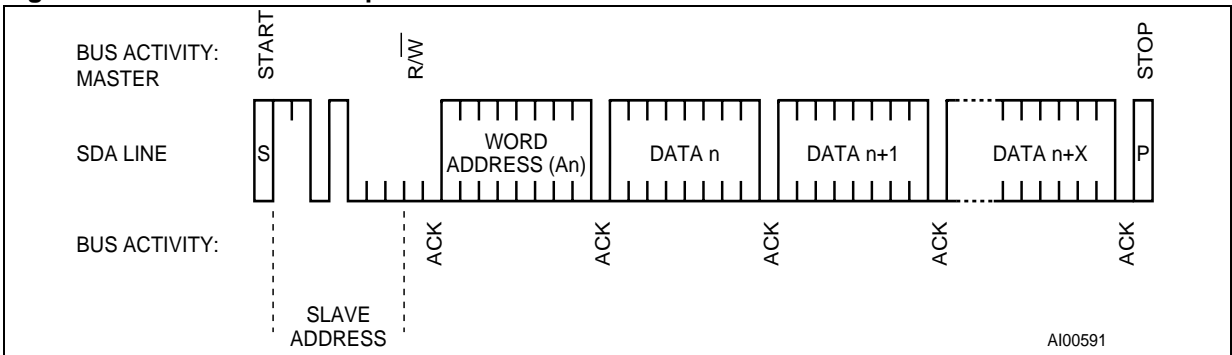 BUS ACTIVITY:
MASTER
START
R/W
STOP
SDA LINE
S
WORD
ADDRESS (An)
DATA n
DATA n+1
DATA n+X
P
BUS ACTIVITY:
ACK
ACK
ACK
ACK
ACK
SLAVE
ADDRESS
AI00591